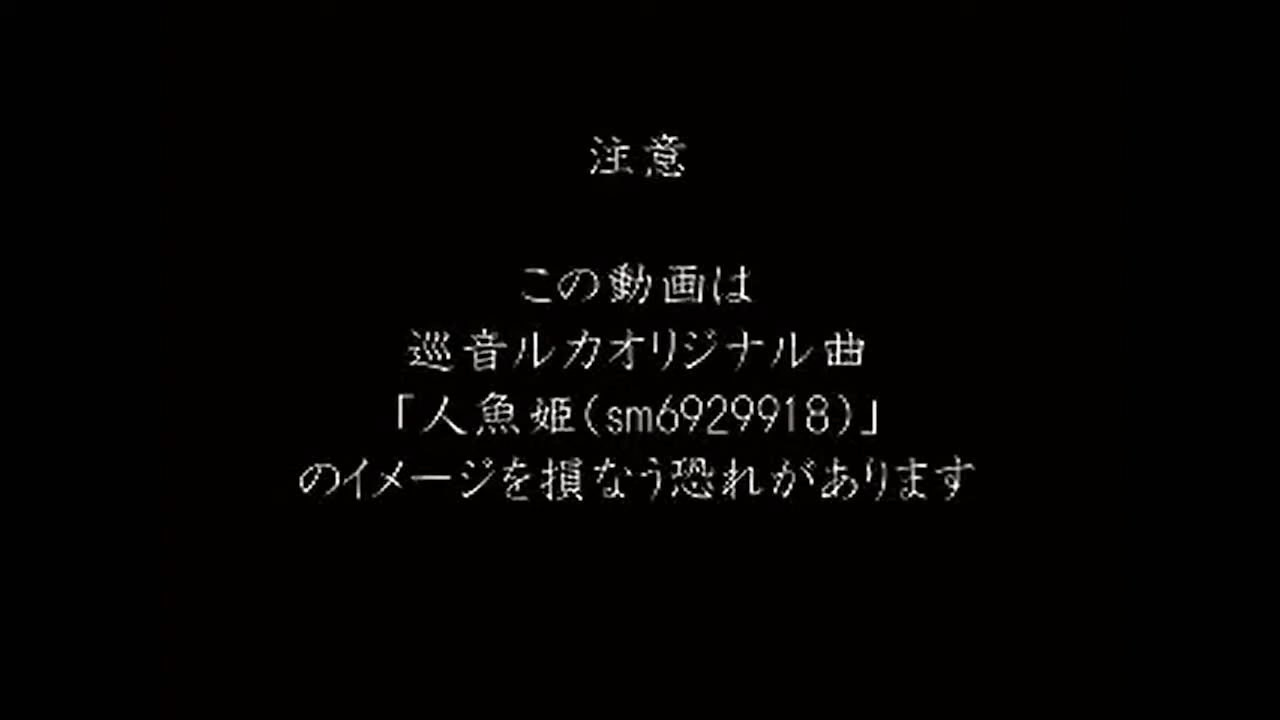 注意
この動画は
巡音ルカオリジナル曲
「人魚姫(sm6929918)」
のイメージを損なう恐れがあります